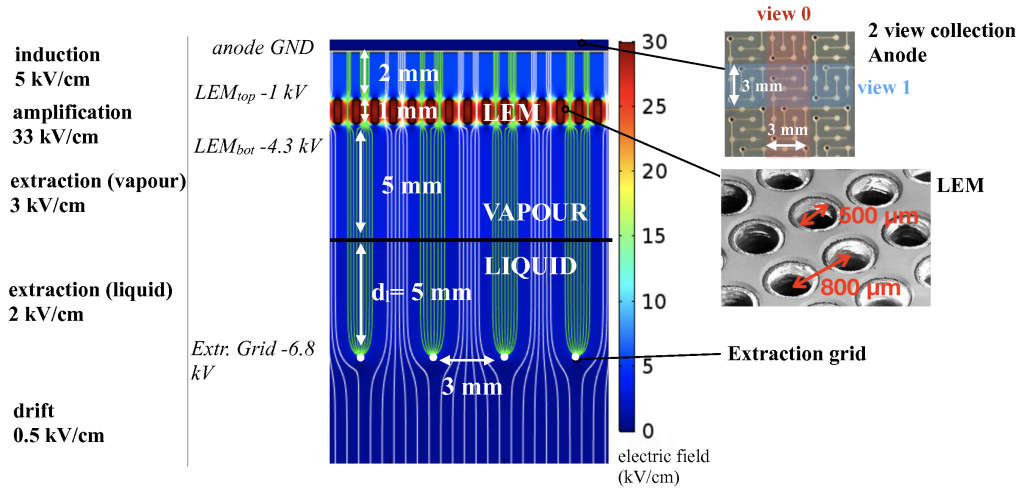 induction
5 kV/cm
amplification
33 kV/cm
extraction (vapour)
3 kV/cm
extraction (liquid)
2 kV/cm
drift
0.5 kV/cm
anode GND
LEMtop -1 kV
LEMbot -4.3 kV
Extr. Grid -6.8
kV
2 mm
1 mm
LEM
5 mm
VAPOUR
LIQUID
dl= 5 mm
3 mm
30
25
20
15
10
5
0
electric field
(kV/cm)
view 0
2 view collection
Anode
view 1
3 mm
3 mm
LEM
500 µm
800 µm
Extraction grid